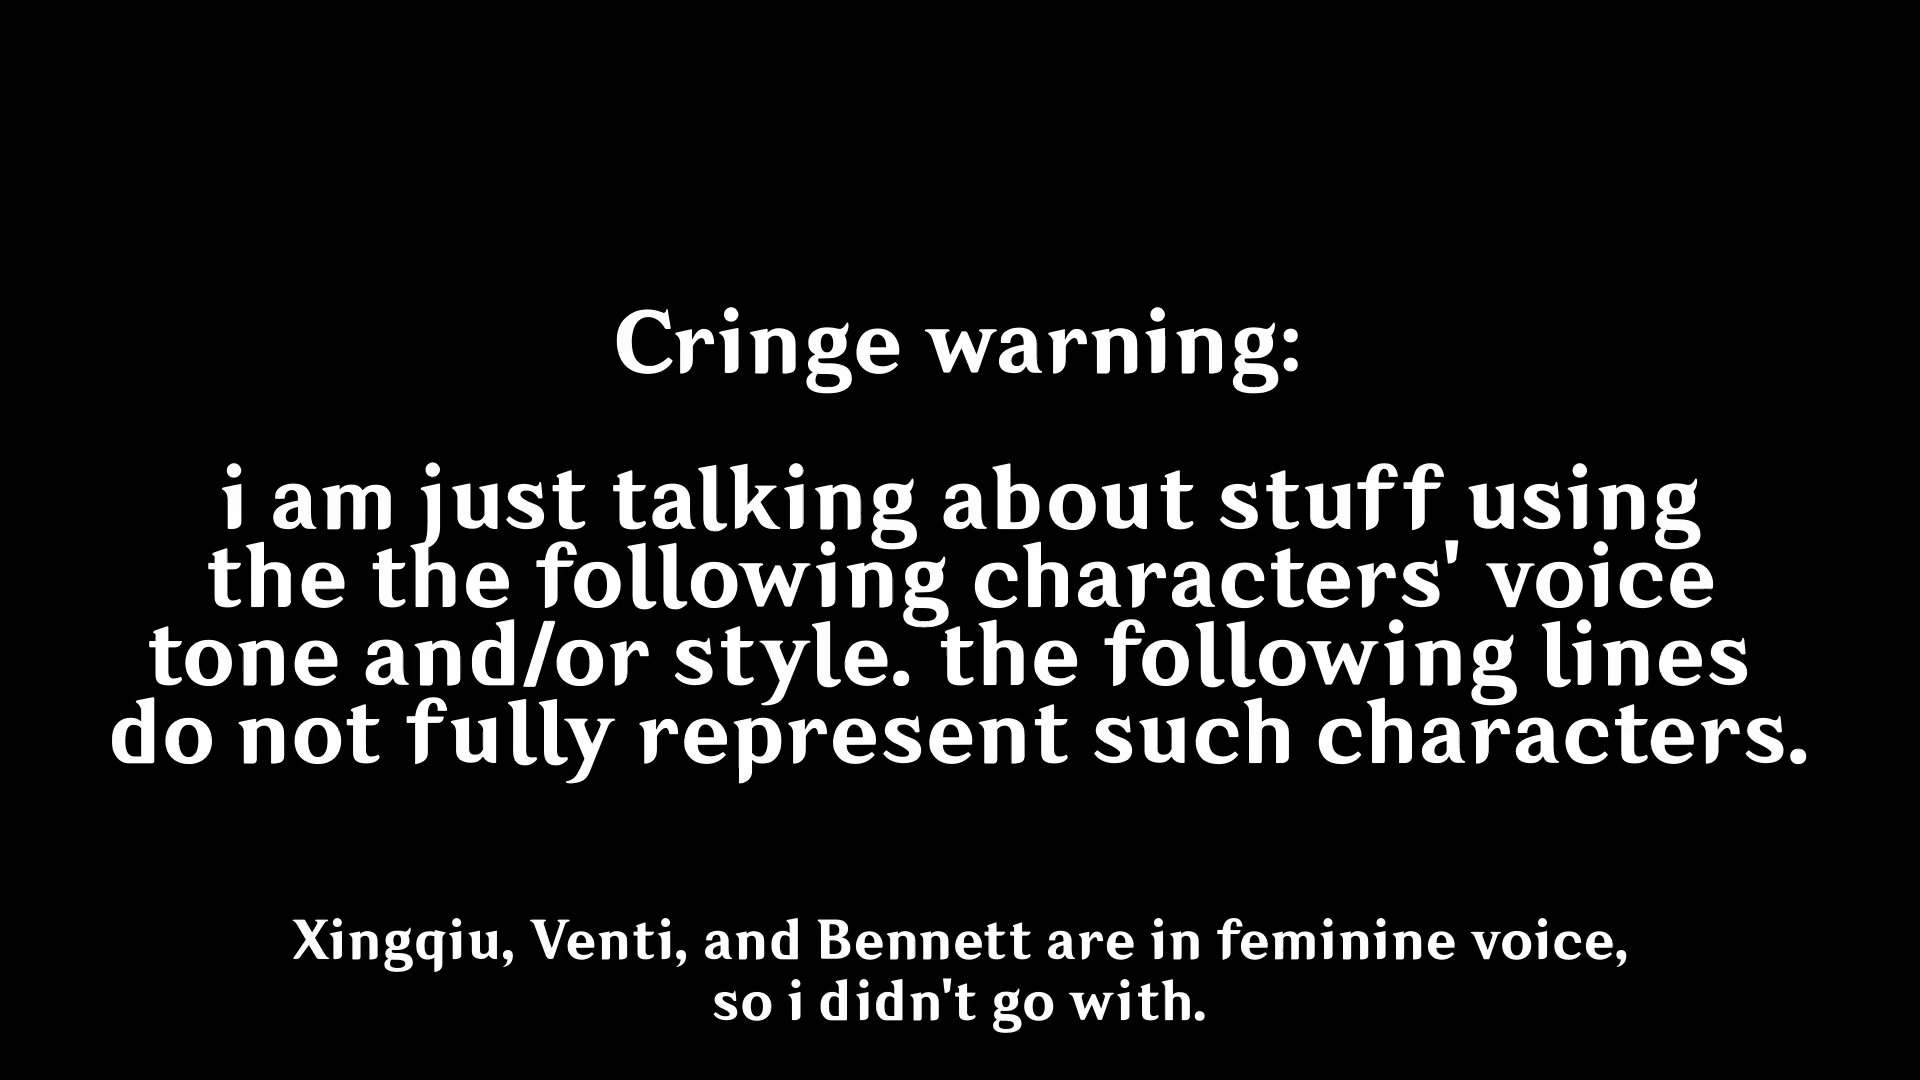 Cringe warning:
i am just talking about stuff using
the the following characters' voice
tone and/or style. the following lines
do not fully represent such characters.
Xingqiu, Venti, and Bennett are in feminine voice,
so i didn't go with.